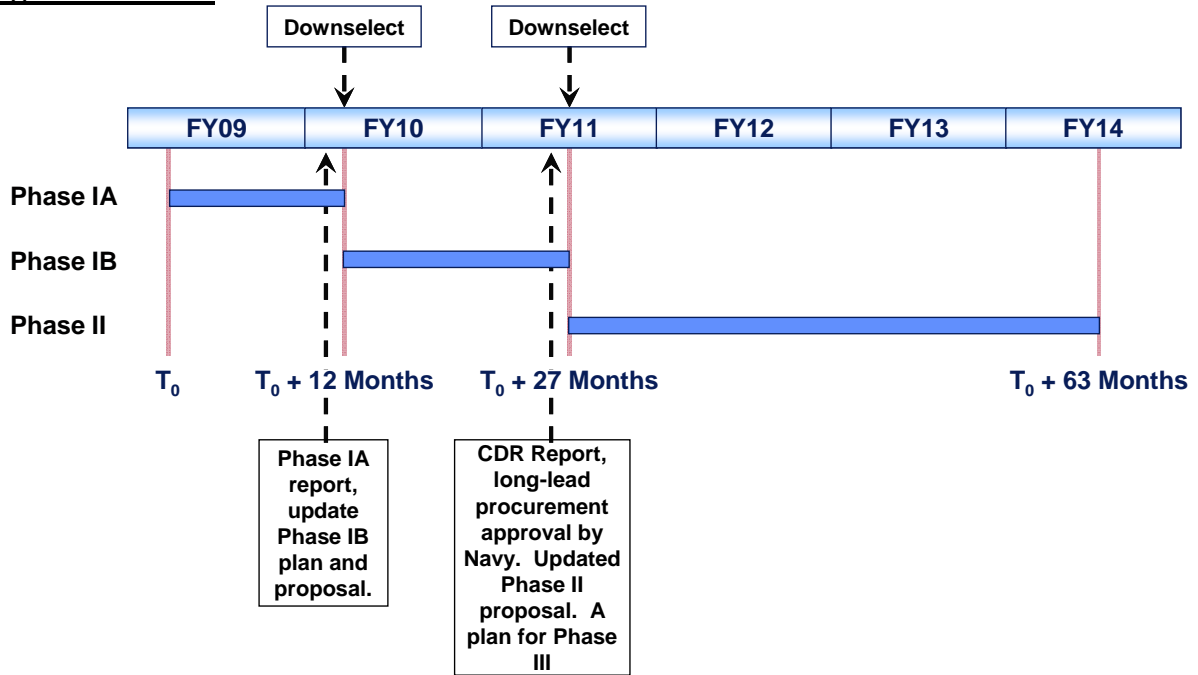 Downselect
Downselect
FY09
FY10
FY11
FY12
FY13
FY14
Phase IA
Phase IB
Phase II
T0
T0 + 12 Months
T0 + 27 Months
T0 + 63 Months
Phase IA
report,
update
Phase IB
plan and
proposal.
CDR Report,
long-lead
procurement
approval by
Navy.  Updated
Phase II
proposal.  A
plan for Phase
III